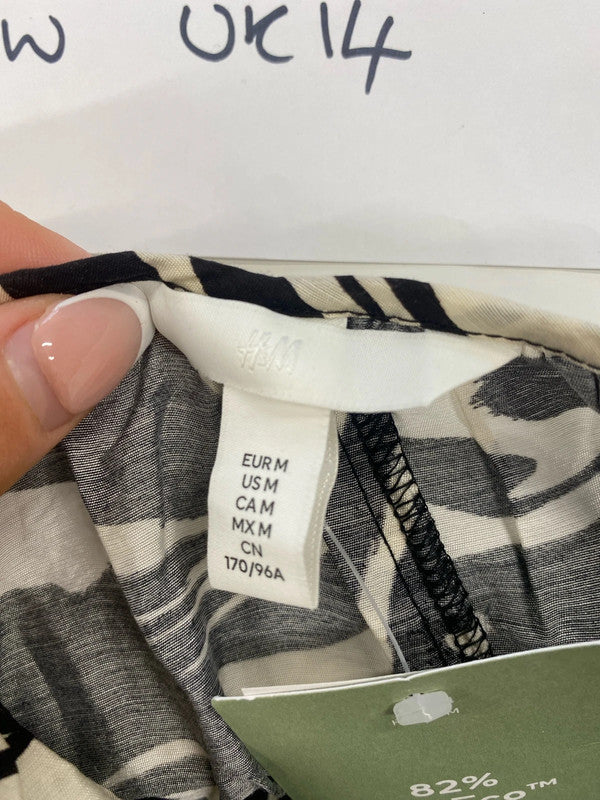 W UK14
H&M
EUR M
US M
CA M
MX M
CN
170/96A
82%